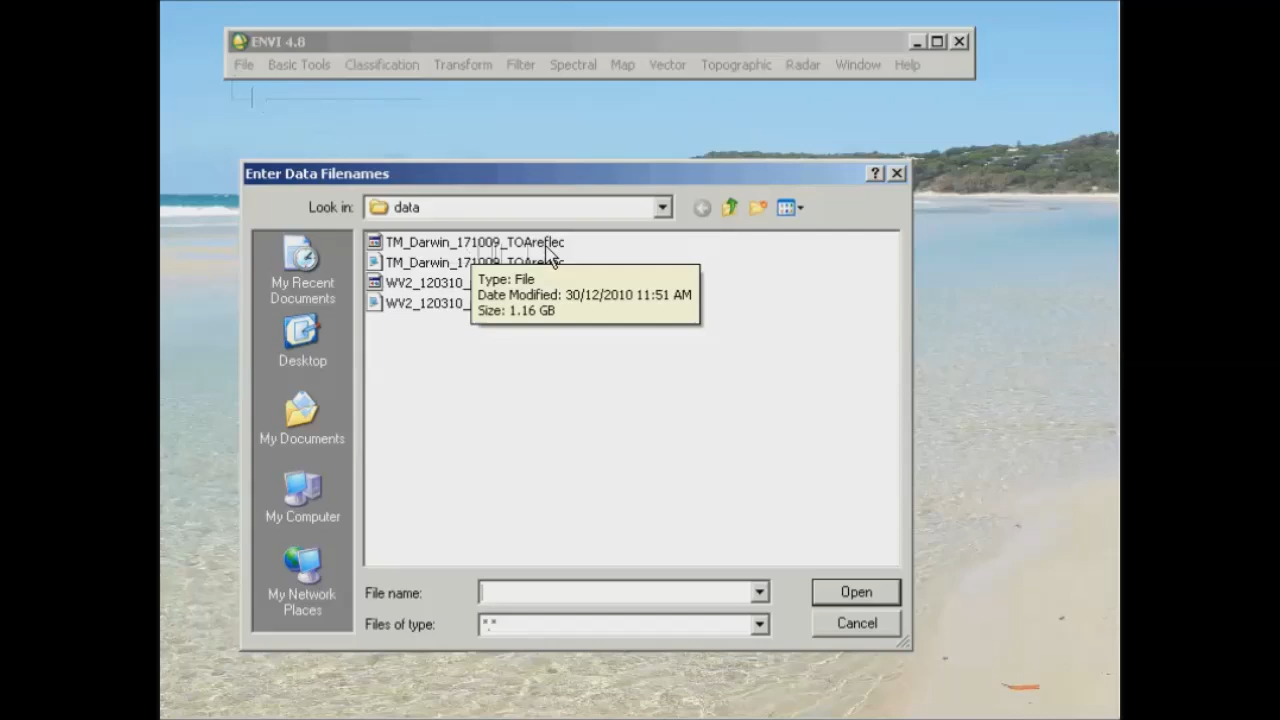 ENVI 4.8
File Basic Tools Classification Transform Filter Spectral Map Vector Topographic Radar Window Help
Enter Data Filenames
Look in: data
TM_Darwin_171009_TOAreflec
TM_Darwin_171009_TOAreflec
WV2_120310_
WV2_120310_
Type: File
Date Modified: 30/12/2010 11:51 AM
Size: 1.16 GB
My Recent
Documents
Desktop
My Documents
My Computer
My Network
Places
File name:
Open
Files of type: *.*
Cancel